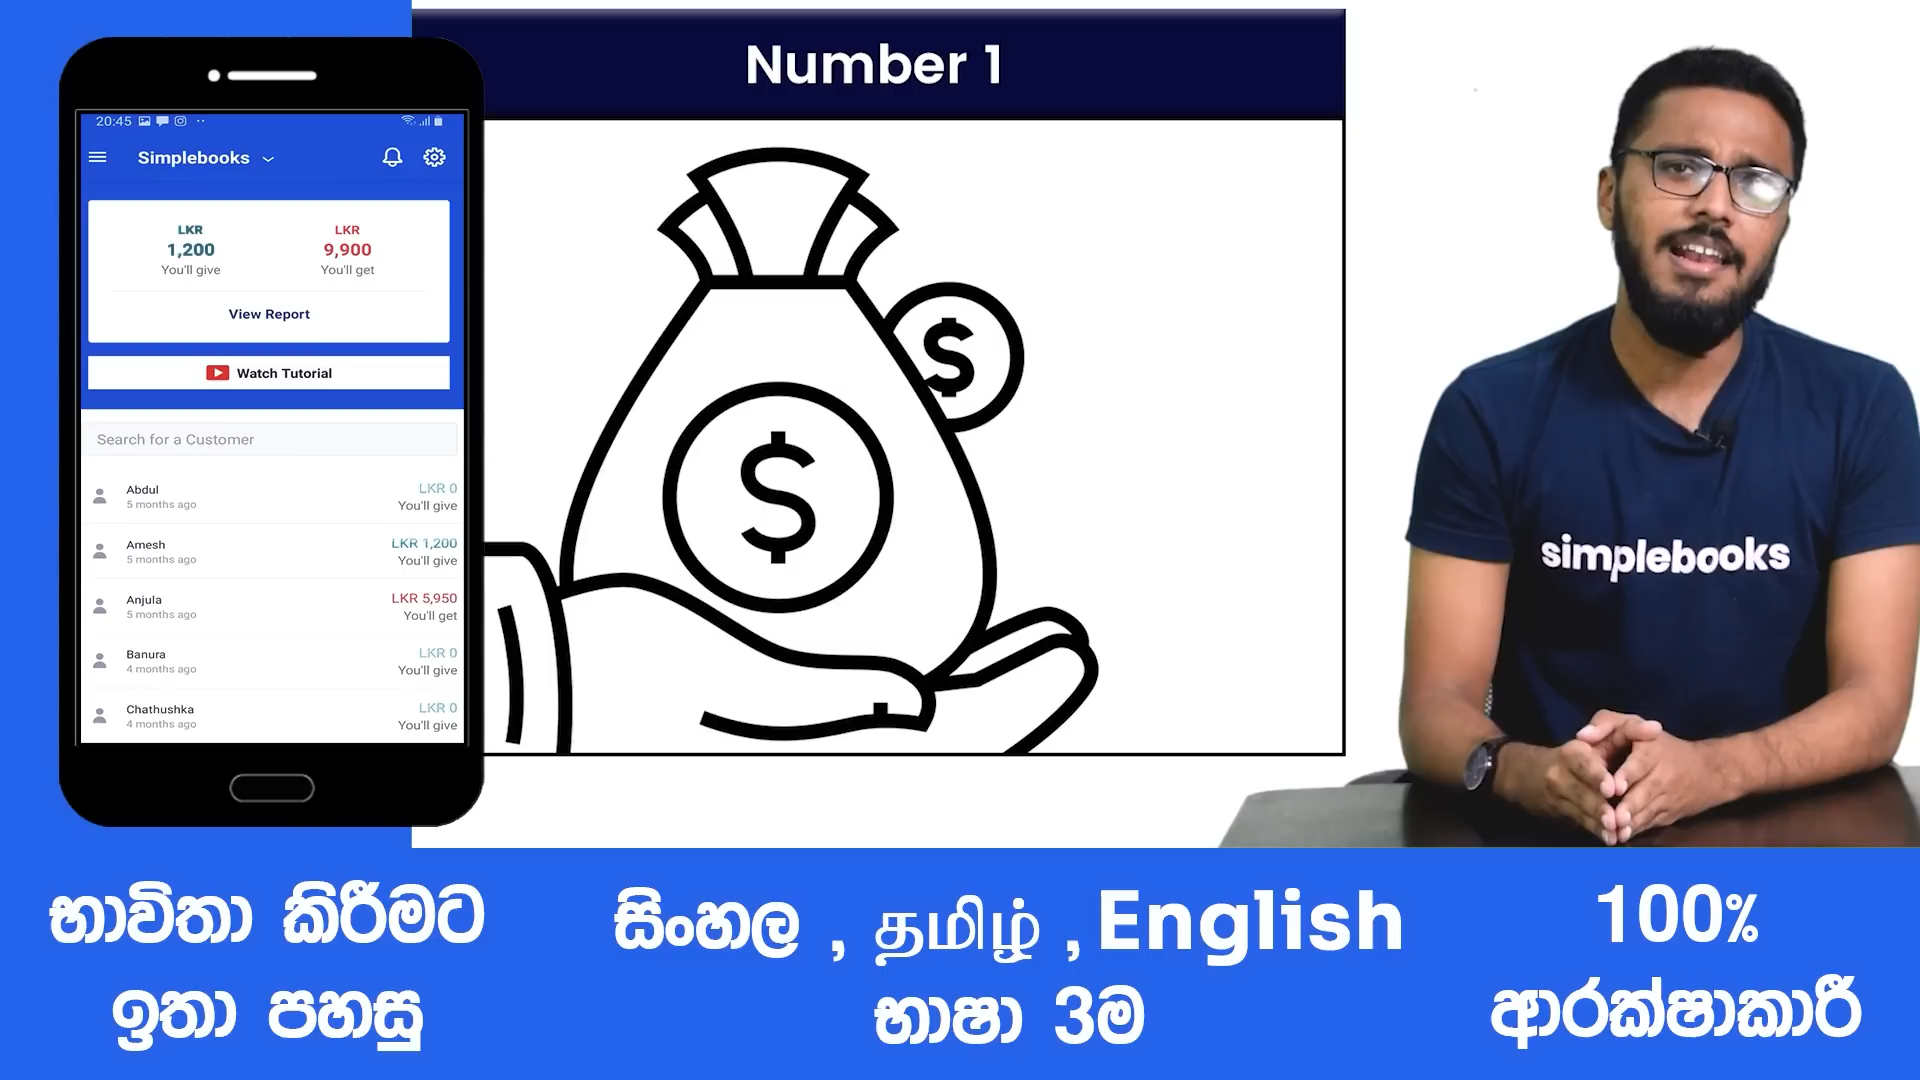 Number 1
20:45
Simplebooks
LKR
1,200
You'll give
LKR
9,900
You'll get
View Report
Watch Tutorial
Search for a Customer
Abdul
5 months ago
LKR 0
You'll give
Amesh
5 months ago
LKR 1,200
You'll give
Anjula
5 months ago
LKR 5,950
You'll get
Banura
4 months ago
LKR 0
You'll give
Chathushka
4 months ago
LKR 0
You'll give
$
$
simplebooks
භාවිතා කිරීමට
ඉතා පහසු
සිංහල , தமிழ் , English
භාෂා 3ම
100%
ආරක්ෂාකාරී